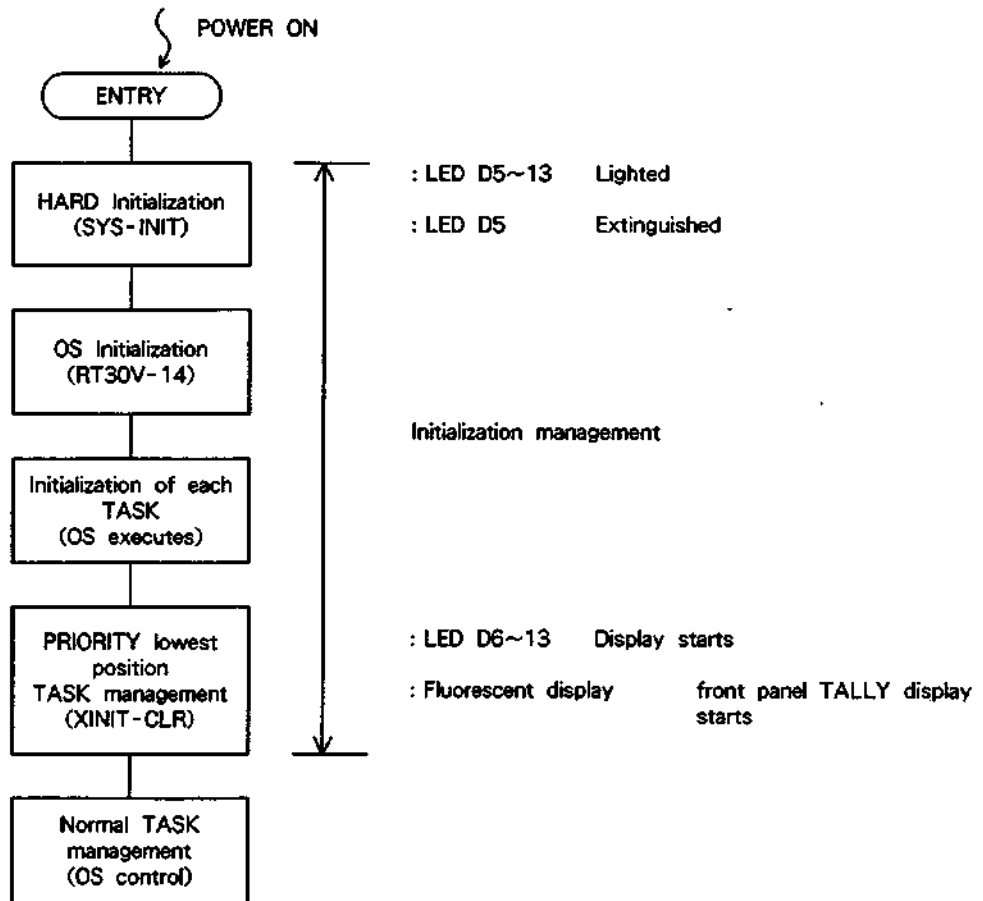 POWER ON
ENTRY
HARD Initialization
(SYS-INIT)
: LED D5~13 Lighted
: LED D5 Extinguished
OS Initialization
(RT30V-14)
Initialization management
Initialization of each
TASK
(OS executes)
PRIORITY lowest
position
TASK management
(XINIT-CLR)
: LED D6~13 Display starts
: Fluorescent display front panel TALLY display
starts
Normal TASK
management
(OS control)